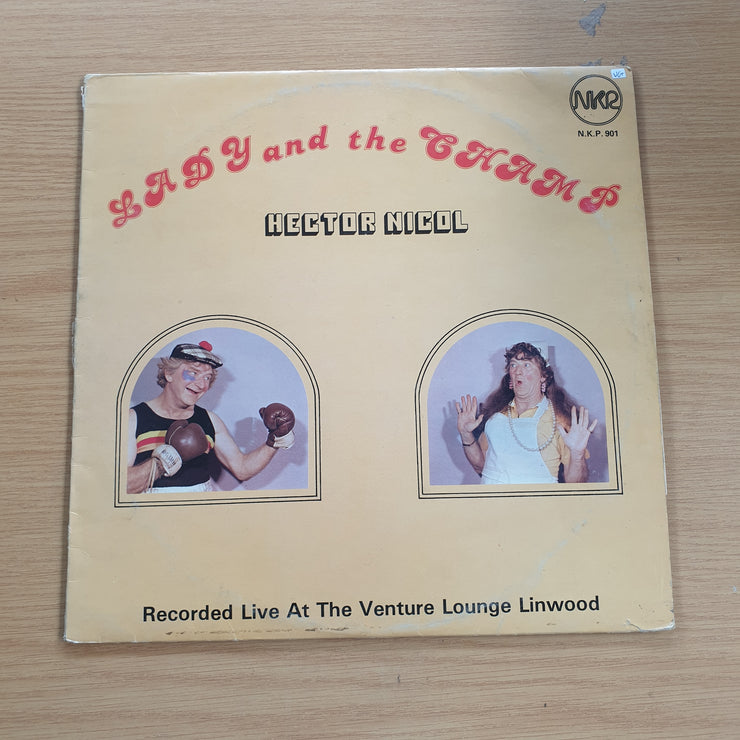 NKP
N.K.P. 901
LADY and the CHAMP
HECTOR NICOL
Recorded Live At The Venture Lounge Linwood